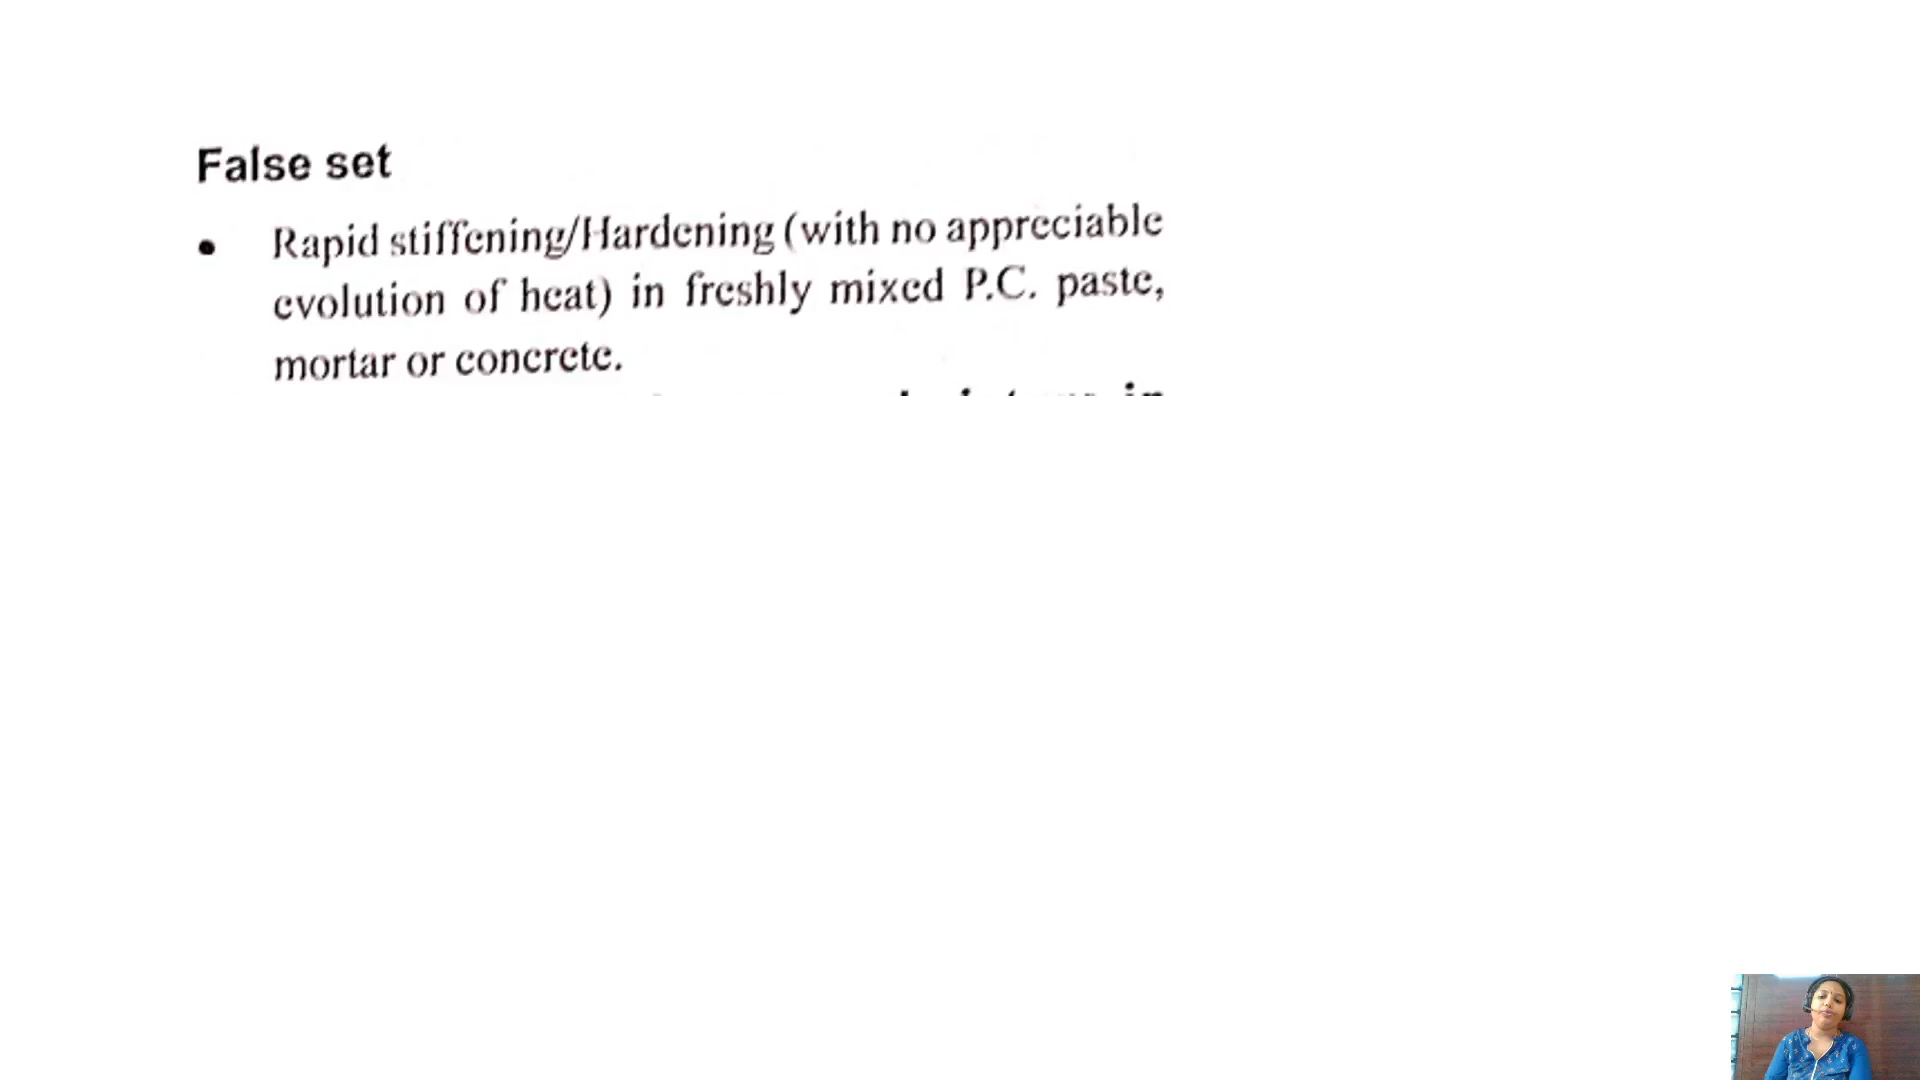 False set
• Rapid stiffening/Hardening (with no appreciable
evolution of heat) in freshly mixed P.C. paste,
mortar or concrete.